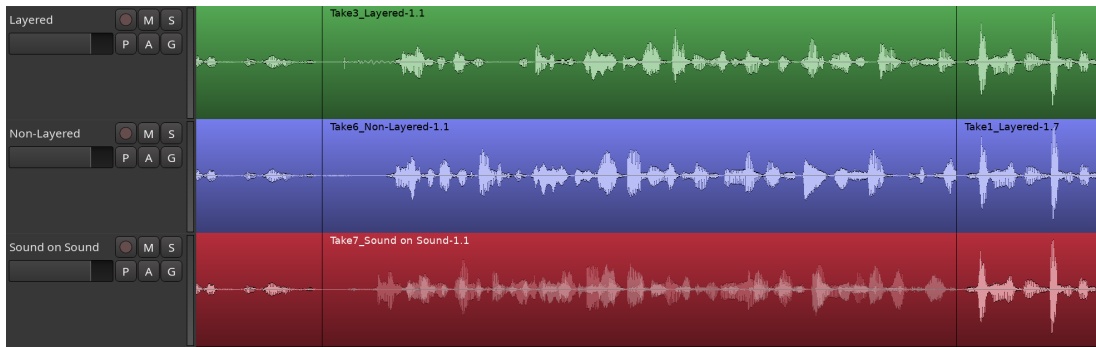 Layered M S
P A G
Take3_Layered-1.1
Non-Layered M S
P A G
Take6_Non-Layered-1.1
Take1_Layered-1.7
Sound on Sound M S
P A G
Take7_Sound on Sound-1.1